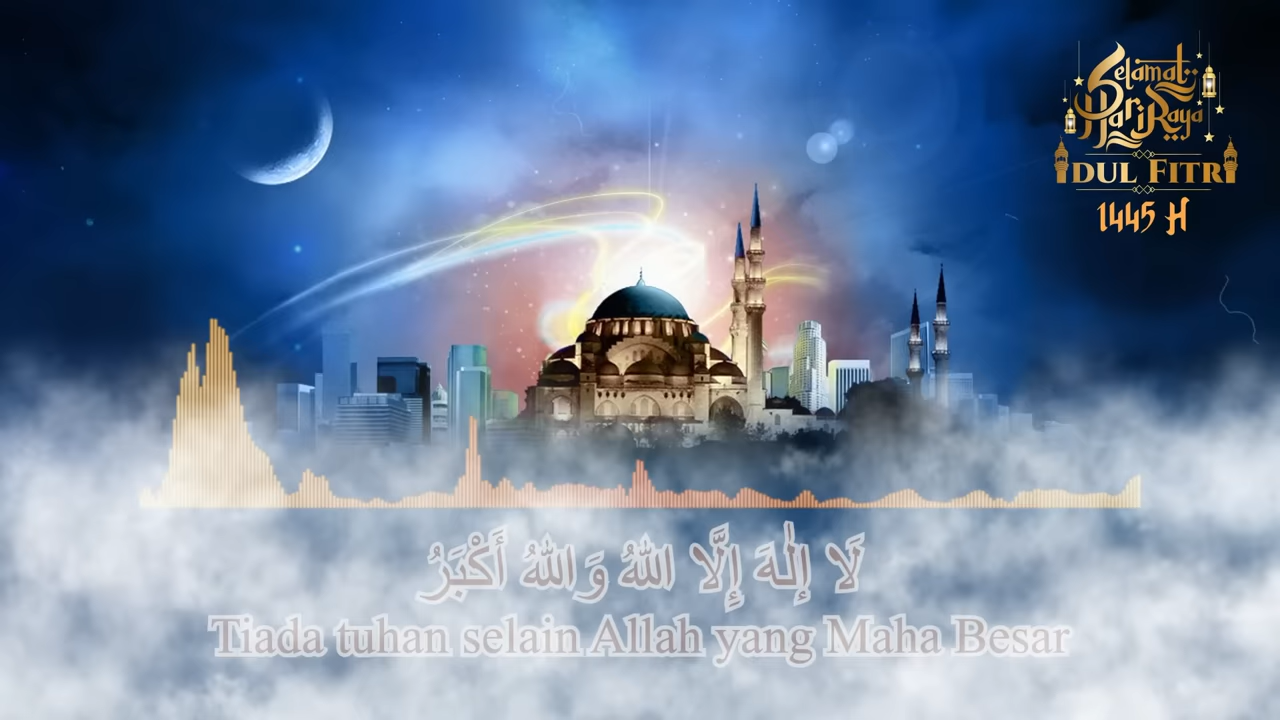 Selamat
Hari Raya
IDUL FITRI
1445 H
لَا إِلٰهَ إِلَّا اللهُ وَاللهُ أَكْبَرُ
Tiada tuhan selain Allah yang Maha Besar